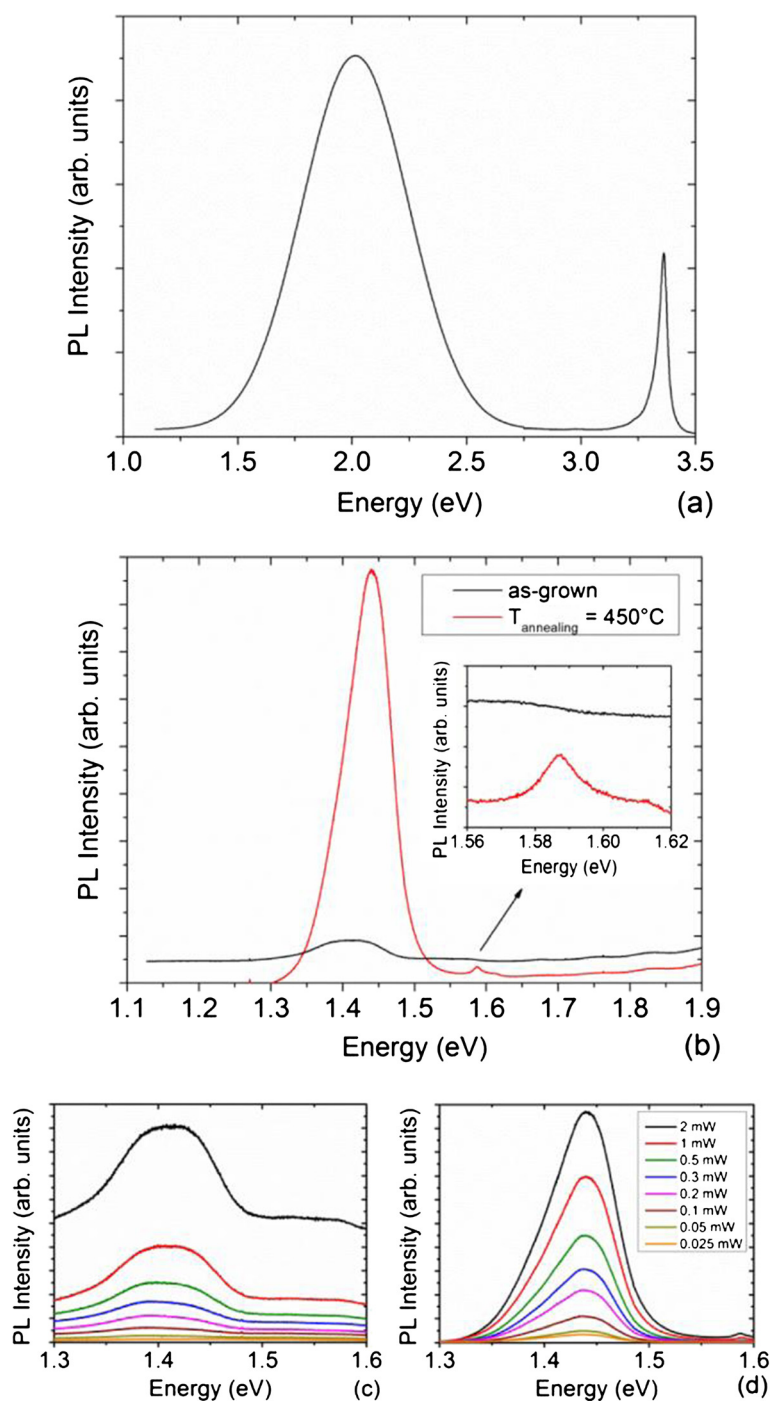 PL Intensity (arb. units)
1.0 1.5 2.0 2.5 3.0 3.5
Energy (eV)
(a)
PL Intensity (arb. units)
as-grown
Tannealing = 450°C
PL Intensity (arb. units)
1.56 1.58 1.60 1.62
Energy (eV)
1.1 1.2 1.3 1.4 1.5 1.6 1.7 1.8 1.9
Energy (eV)
(b)
PL Intensity (arb. units)
1.3 1.4 1.5 1.6
Energy (eV)
(c)
PL Intensity (arb. units)
2 mW
1 mW
0.5 mW
0.3 mW
0.2 mW
0.1 mW
0.05 mW
0.025 mW
1.3 1.4 1.5 1.6
Energy (eV)
(d)